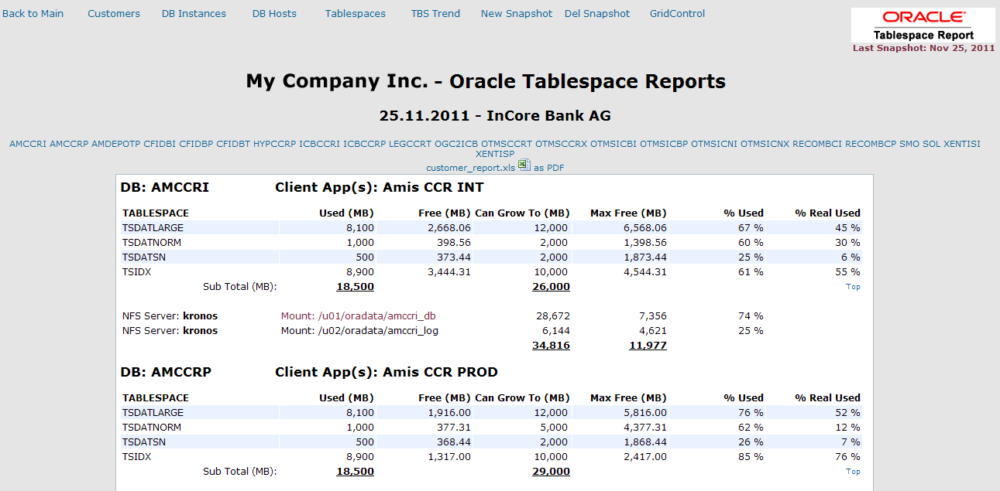 Back to Main Customers DB Instances DB Hosts Tablespaces TBS Trend New Snapshot Del Snapshot GridControl
ORACLE®
Tablespace Report
Last Snapshot: Nov 25, 2011
My Company Inc. - Oracle Tablespace Reports
25.11.2011 - InCore Bank AG
AMCCRI AMCCRP AMDEPOTP CFIDBI CFIDBP CFIDBT HYPCCRP ICBCCRI ICBCCRP LEGCCRT OGC2ICB OTMSCCRT OTMSCCRX OTMSICBI OTMSICBP OTMSICNI OTMSICNX RECOMBCI RECOMBCP SMO SOL XENTISI
XENTISP
customer_report.xls as PDF
DB: AMCCRI Client App(s): Amis CCR INT
TABLESPACE Used (MB) Free (MB) Can Grow To (MB) Max Free (MB) % Used % Real Used
TSDATLARGE 8,100 2,668.06 12,000 6,568.06 67 % 45 %
TSDATNORM 1,000 398.56 2,000 1,398.56 60 % 30 %
TSDATSN 500 373.44 2,000 1,873.44 25 % 6 %
TSIDX 8,900 3,444.31 10,000 4,544.31 61 % 55 %
Sub Total (MB): 18,500 26,000 Top
NFS Server: kronos Mount: /u01/oradata/amccri_db 28,672 7,356 74 %
NFS Server: kronos Mount: /u02/oradata/amccri_log 6,144 4,621 25 %
34,816 11,977
DB: AMCCRP Client App(s): Amis CCR PROD
TABLESPACE Used (MB) Free (MB) Can Grow To (MB) Max Free (MB) % Used % Real Used
TSDATLARGE 8,100 1,916.00 12,000 5,816.00 76 % 52 %
TSDATNORM 1,000 377.31 5,000 4,377.31 62 % 12 %
TSDATSN 500 368.44 2,000 1,868.44 26 % 7 %
TSIDX 8,900 1,317.00 10,000 2,417.00 85 % 76 %
Sub Total (MB): 18,500 29,000 Top